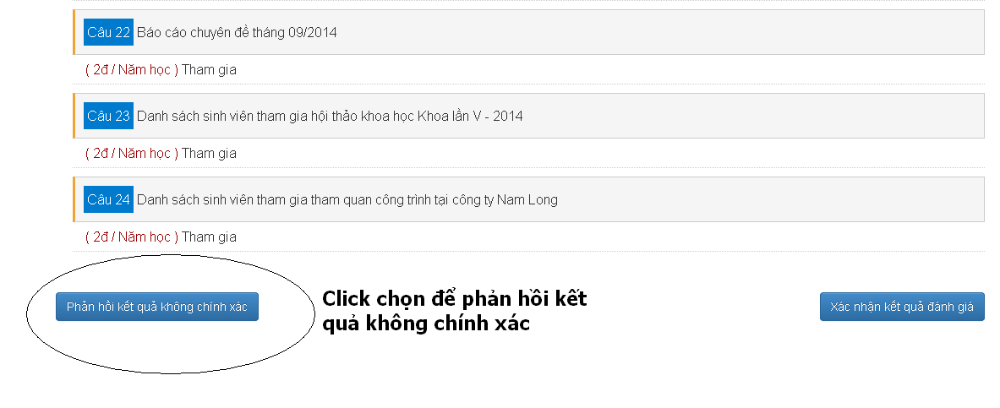 Câu 22 Báo cáo chuyên đề tháng 09/2014
( 2đ / Năm học ) Tham gia
Câu 23 Danh sách sinh viên tham gia hội thảo khoa học Khoa lần V - 2014
( 2đ / Năm học ) Tham gia
Câu 24 Danh sách sinh viên tham gia tham quan công trình tại công ty Nam Long
( 2đ / Năm học ) Tham gia
Phản hồi kết quả không chính xác
Click chọn để phản hồi kết
quả không chính xác
Xác nhận kết quả đánh giá